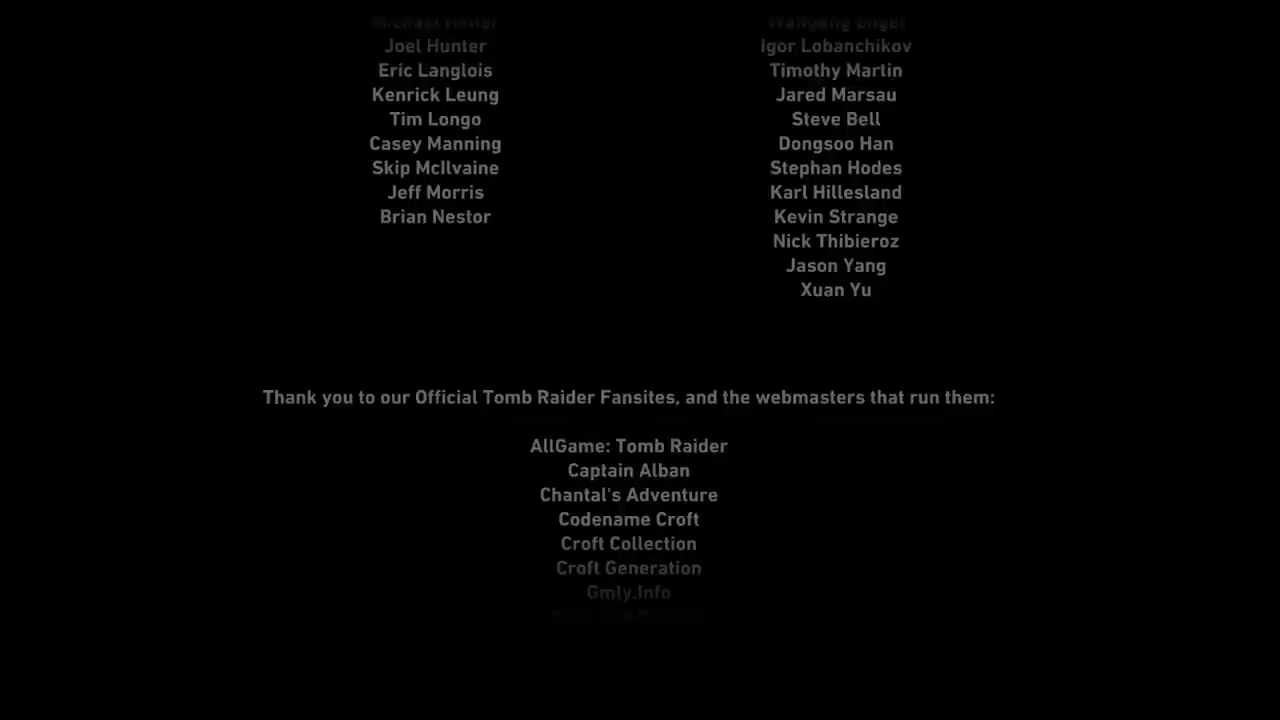 Joel Hunter
Eric Langlois
Kenrick Leung
Tim Longo
Casey Manning
Skip McIlvaine
Jeff Morris
Brian Nestor
Igor Lobanchikov
Timothy Martin
Jared Marsau
Steve Bell
Dongsoo Han
Stephan Hodes
Karl Hillesland
Kevin Strange
Nick Thibieroz
Jason Yang
Xuan Yu
Thank you to our Official Tomb Raider Fansites, and the webmasters that run them:
AllGame: Tomb Raider
Captain Alban
Chantal's Adventure
Codename Croft
Croft Collection
Croft Generation
Gmly.Info